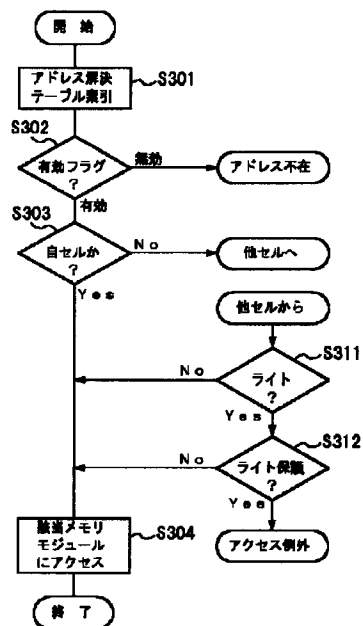 開 始
アドレス解決
テーブル索引
S301
S302
有効フラグ
?
無効
アドレス不在
有効
S303
自セルか
?
No
他セルへ
Yes
他セルから
S311
ライト
?
No
Yes
S312
ライト保護
?
No
Yes
アクセス例外
該当メモリ
モジュール
にアクセス
S304
終 了